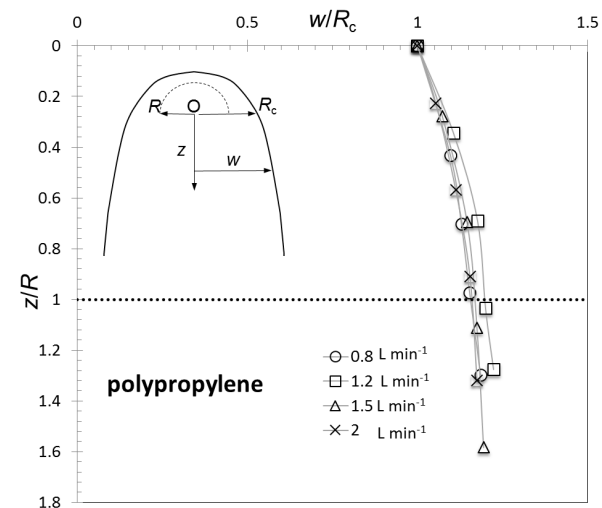 w/Rc
0 0.5 1 1.5
0
0.2
0.4
0.6
0.8
1
1.2
1.4
1.6
1.8
z/R
R O Rc
z w
polypropylene
0.8 L min-1
1.2 L min-1
1.5 L min-1
2 L min-1